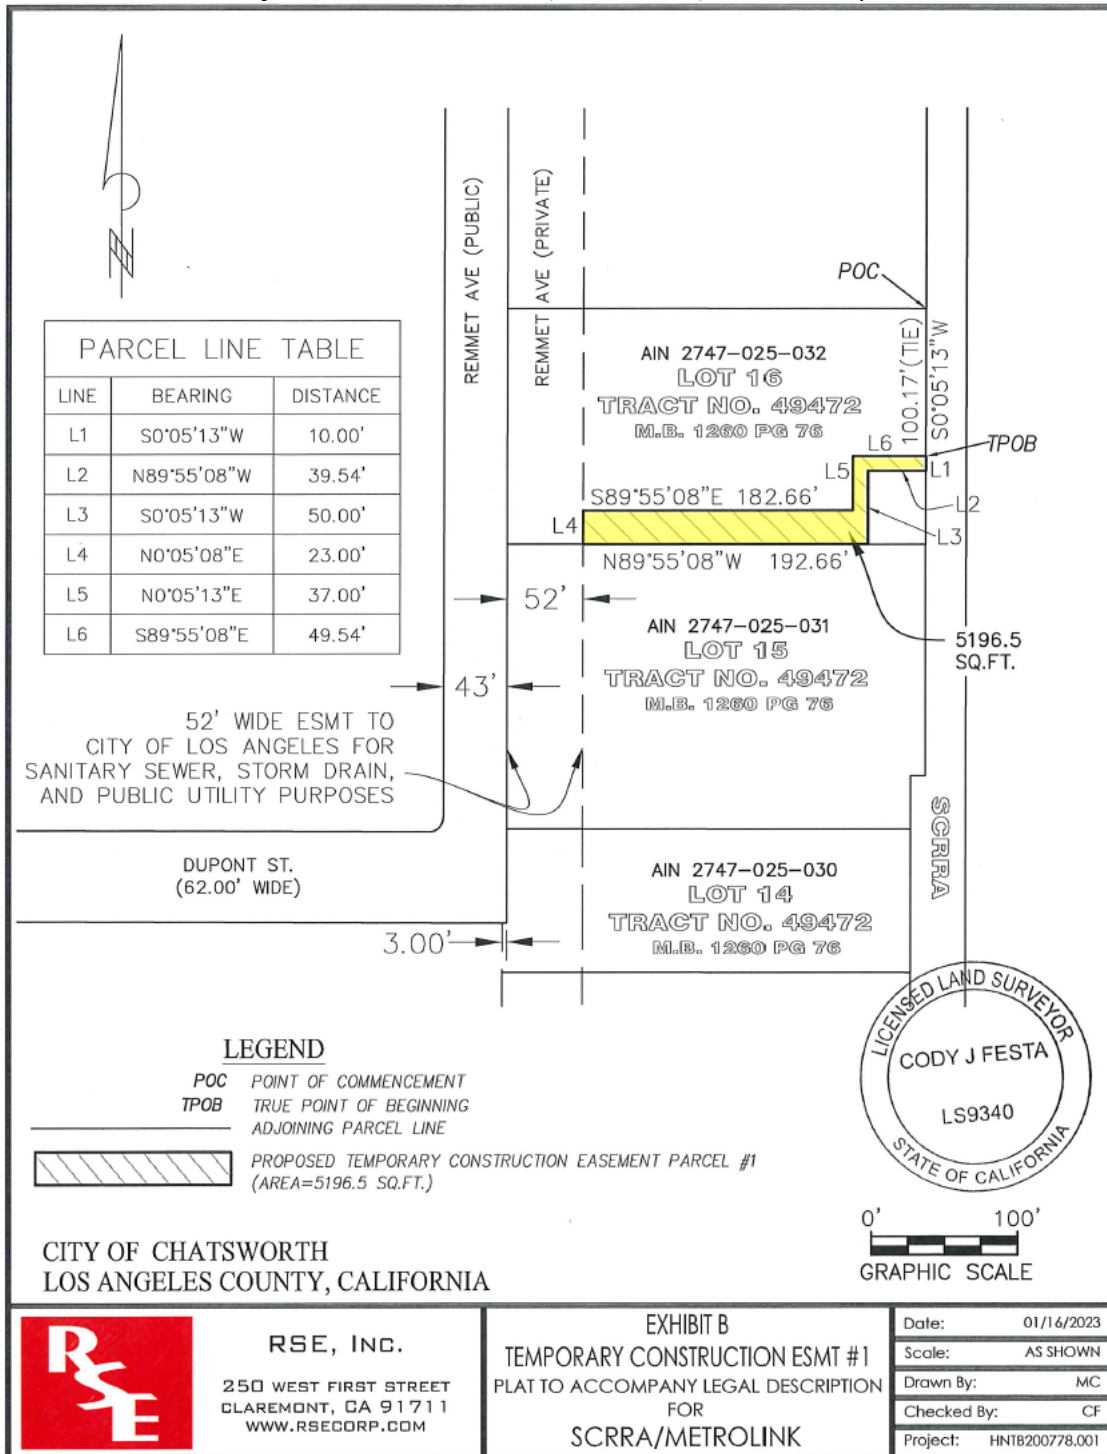 N
REMMET AVE (PUBLIC)
REMMET AVE (PRIVATE)
POC
PARCEL LINE TABLE
LINE BEARING DISTANCE
L1 S0°05'13"W 10.00'
L2 N89°55'08"W 39.54'
L3 S0°05'13"W 50.00'
L4 N0°05'08"E 23.00'
L5 N0°05'13"E 37.00'
L6 S89°55'08"E 49.54'
AIN 2747-025-032
LOT 16
TRACT NO. 49472
M.B. 1260 PG 76
100.17'(TIE)
S0°05'13"W
TPOB
L6
L5
L1
L2
L3
S89°55'08"E 182.66'
L4
N89°55'08"W 192.66'
52'
5196.5
SQ.FT.
AIN 2747-025-031
LOT 15
TRACT NO. 49472
M.B. 1260 PG 76
43'
52' WIDE ESMT TO
CITY OF LOS ANGELES FOR
SANITARY SEWER, STORM DRAIN,
AND PUBLIC UTILITY PURPOSES
SCRRA
DUPONT ST.
(62.00' WIDE)
AIN 2747-025-030
LOT 14
TRACT NO. 49472
M.B. 1260 PG 76
3.00'
LICENSED LAND SURVEYOR
CODY J FESTA
LS9340
STATE OF CALIFORNIA
LEGEND
POC POINT OF COMMENCEMENT
TPOB TRUE POINT OF BEGINNING
ADJOINING PARCEL LINE
PROPOSED TEMPORARY CONSTRUCTION EASEMENT PARCEL #1
(AREA=5196.5 SQ.FT.)
0' 100'
GRAPHIC SCALE
CITY OF CHATSWORTH
LOS ANGELES COUNTY, CALIFORNIA
RSE
RSE, INC.
250 WEST FIRST STREET
CLAREMONT, CA 91711
WWW.RSECORP.COM
EXHIBIT B
TEMPORARY CONSTRUCTION ESMT #1
PLAT TO ACCOMPANY LEGAL DESCRIPTION
FOR
SCRRA/METROLINK
Date: 01/16/2023
Scale: AS SHOWN
Drawn By: MC
Checked By: CF
Project: HNTB200778.001